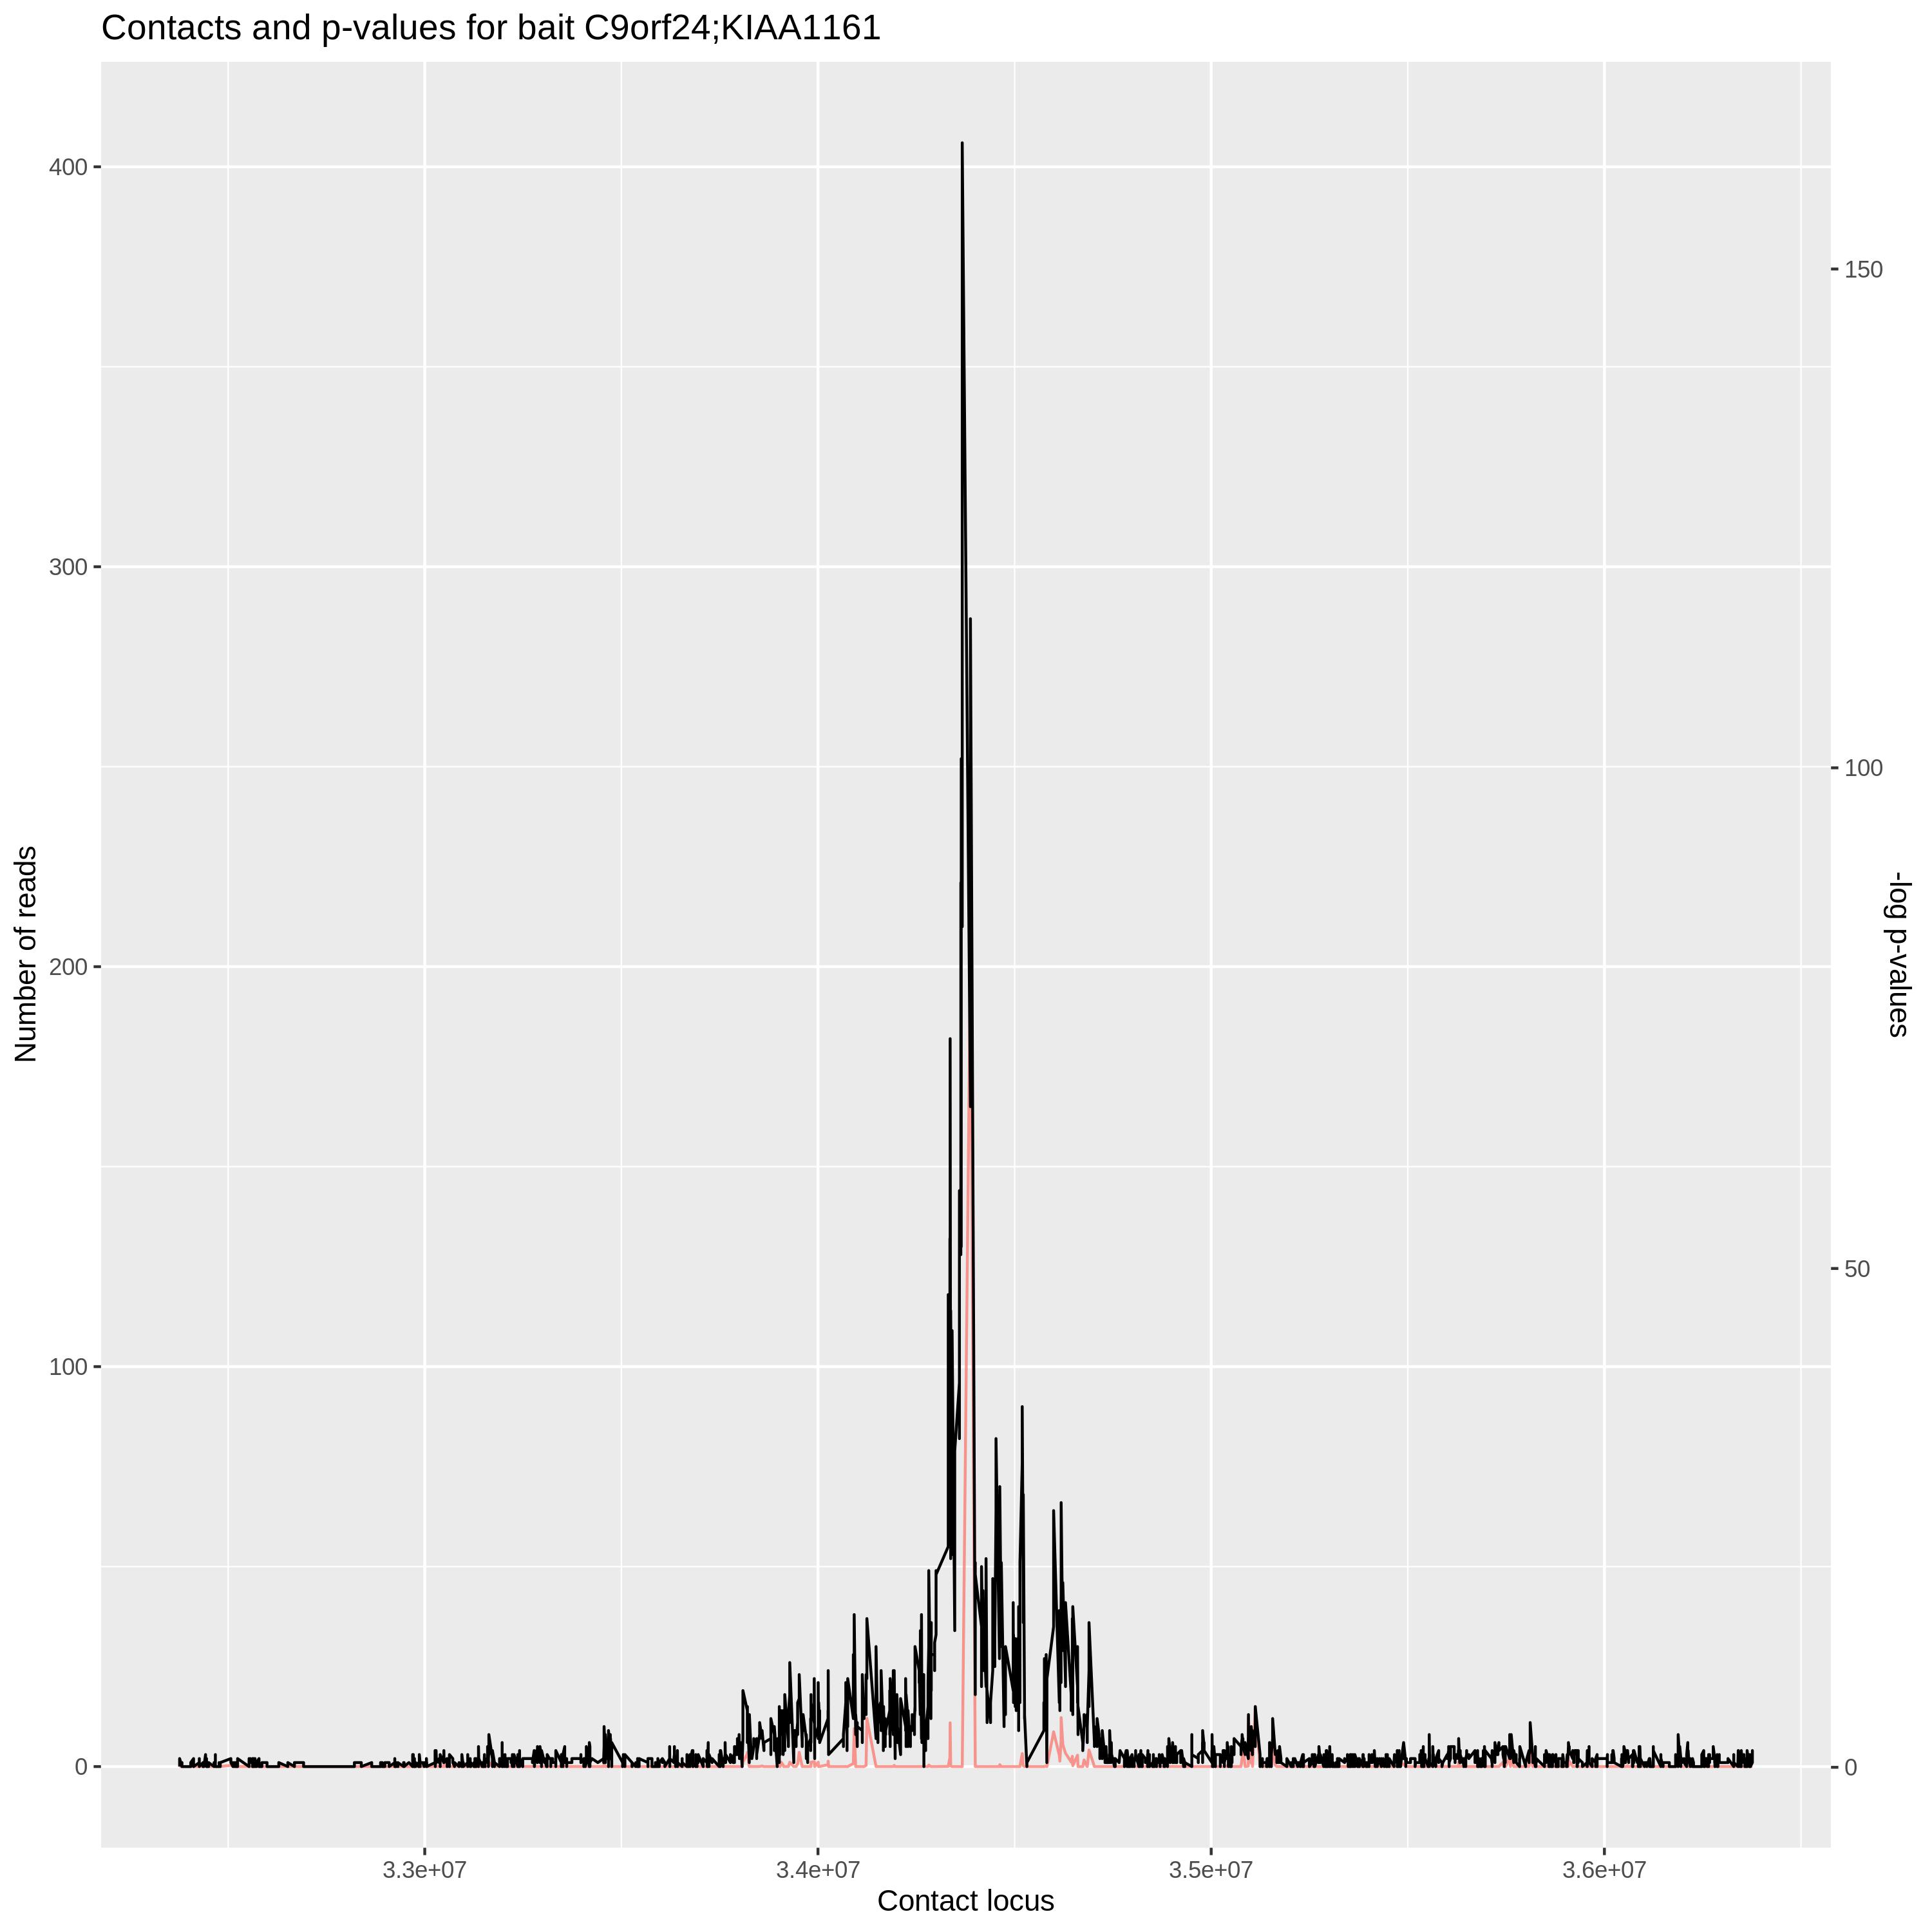 Contacts and p-values for bait C9orf24;KIAA1161
400
300
200
100
0
Number of reads
150
100
50
0
-log p-values
3.3e+07
3.4e+07
3.5e+07
3.6e+07
Contact locus